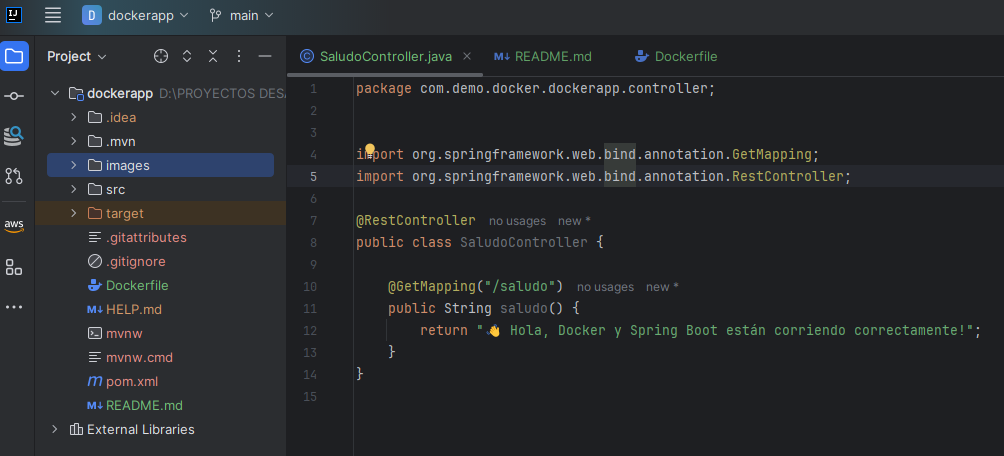 IJ
D dockerapp main
Project
SaludoController.java
README.md
Dockerfile
dockerapp D:\PROYECTOS DES
.idea
.mvn
images
src
target
.gitattributes
.gitignore
Dockerfile
HELP.md
mvnw
mvnw.cmd
pom.xml
README.md
External Libraries
aws
1 package com.demo.docker.dockerapp.controller;
2
3
4 import org.springframework.web.bind.annotation.GetMapping;
5 import org.springframework.web.bind.annotation.RestController;
6
7 @RestController no usages new *
8 public class SaludoController {
9
10 @GetMapping("/saludo") no usages new *
11 public String saludo() {
12 return "👋 Hola, Docker y Spring Boot están corriendo correctamente!";
13 }
14 }
15